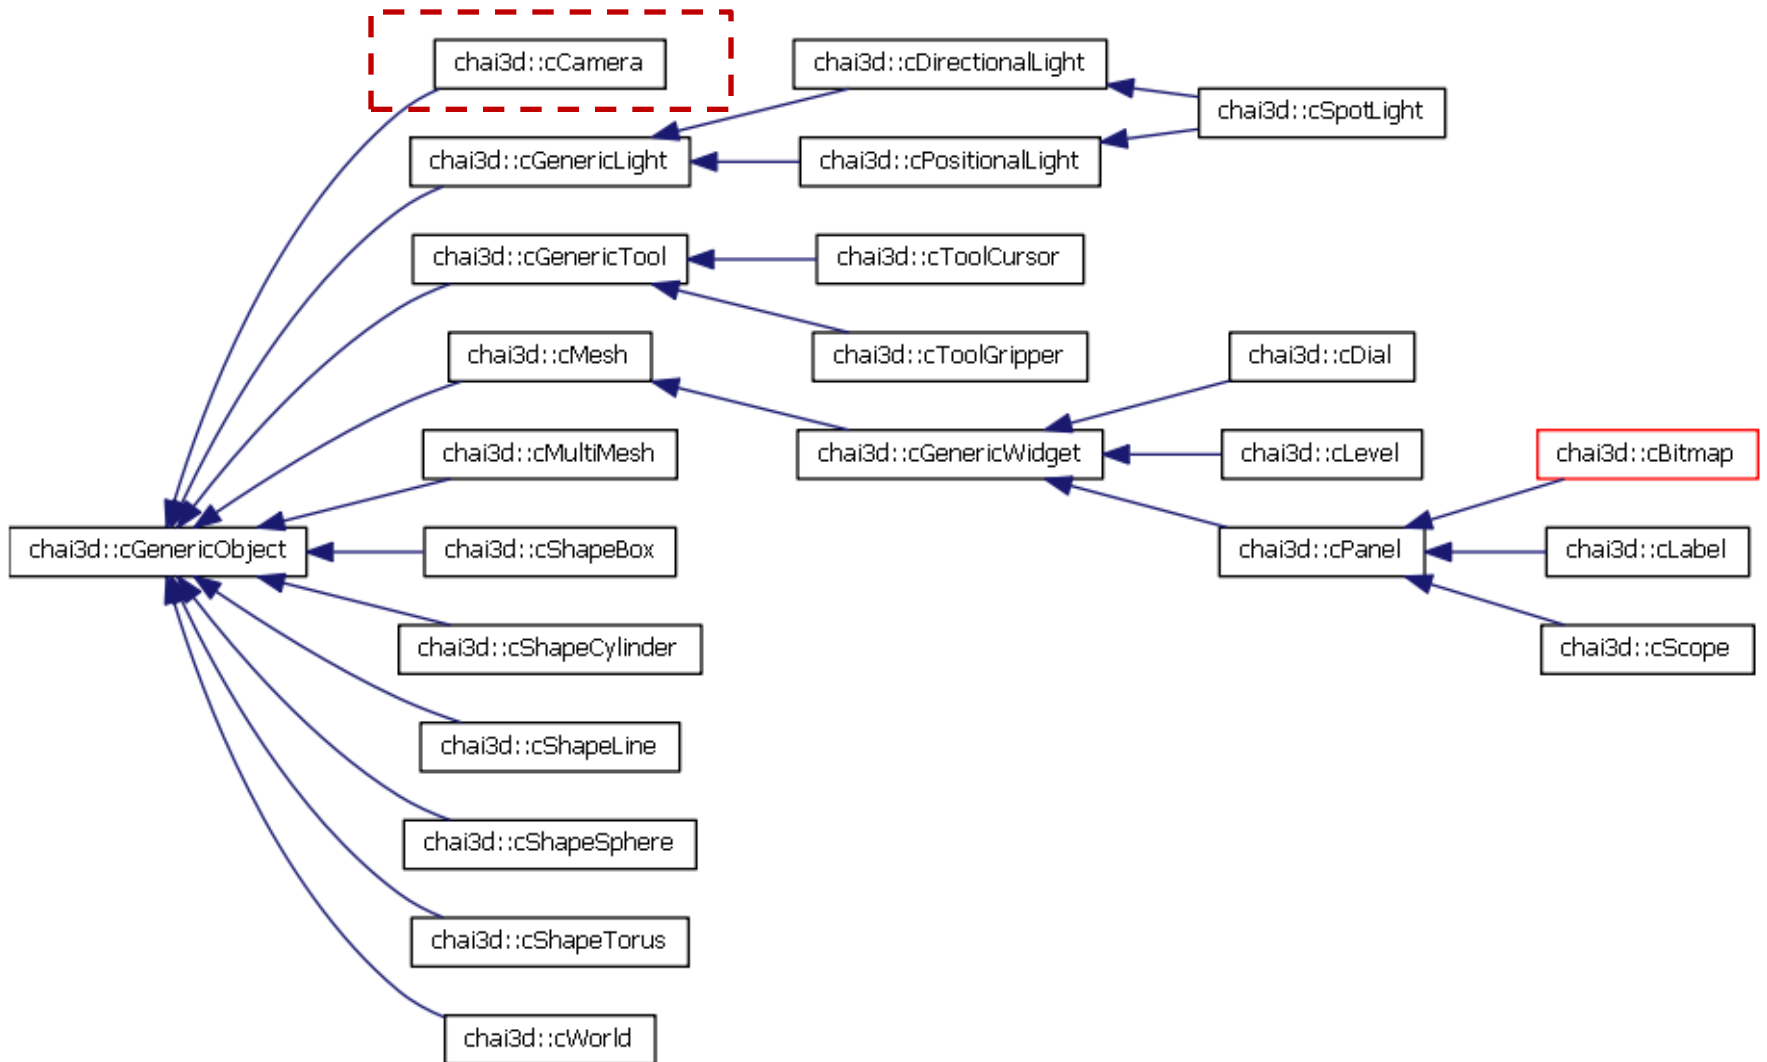 chai3d::cCamera
chai3d::cDirectionalLight
chai3d::cSpotLight
chai3d::cGenericLight
chai3d::cPositionalLight
chai3d::cGenericTool
chai3d::cToolCursor
chai3d::cMesh
chai3d::cToolGripper
chai3d::cDial
chai3d::cMultiMesh
chai3d::cGenericWidget
chai3d::cLevel
chai3d::cBitmap
chai3d::cGenericObject
chai3d::cShapeBox
chai3d::cPanel
chai3d::cLabel
chai3d::cShapeCylinder
chai3d::cScope
chai3d::cShapeLine
chai3d::cShapeSphere
chai3d::cShapeTorus
chai3d::cWorld